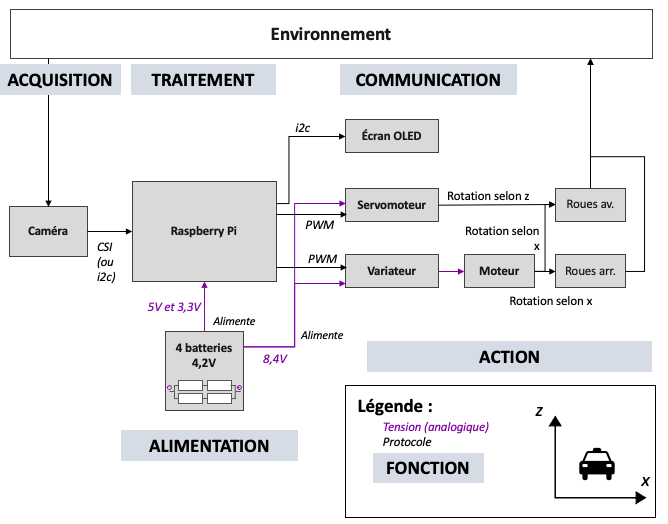 Environnement
ACQUISITION
TRAITEMENT
COMMUNICATION
i2c
Écran OLED
Servomoteur
Rotation selon z
Roues av.
Caméra
Raspberry Pi
PWM
CSI
(ou
i2c)
Rotation selon
x
PWM
Variateur
Moteur
Roues arr.
5V et 3,3V
Alimente
Rotation selon x
4 batteries
4,2V
8,4V
Alimente
ACTION
ALIMENTATION
Légende :
Tension (analogique)
Protocole
FONCTION
Z
X